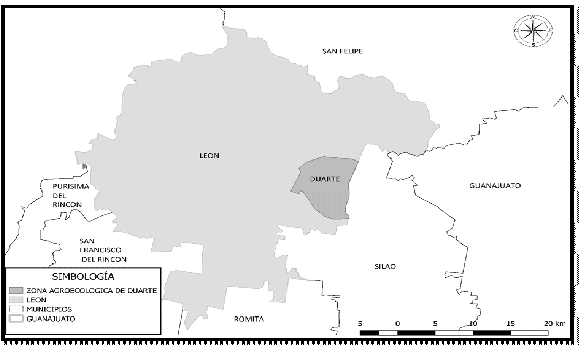 SAN FELIPE
LEON
DUARTE
GUANAJUATO
PURISIMA
DEL
RINCON
SAN
FRANCISCO
DEL RINCON
SILAO
ROMITA
SIMBOLOGÍA
ZONA AGROECOLOGICA DE DUARTE
LEON
MUNICIPIOS
GUANAJUATO
5 0 5 10 15 20 km